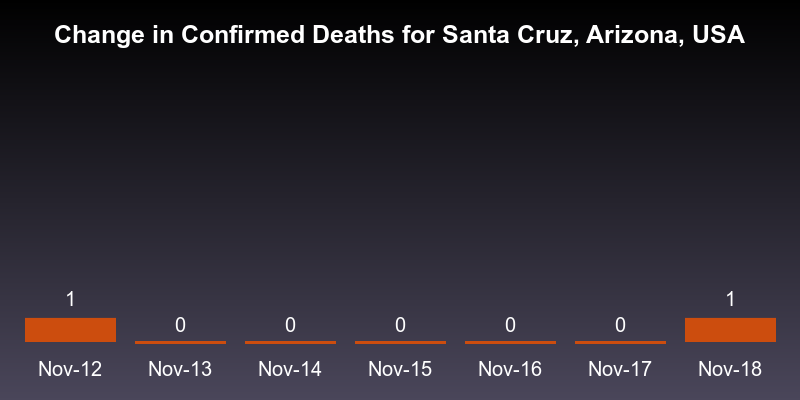 Change in Confirmed Deaths for Santa Cruz, Arizona, USA
1 0 0 0 0 0 1
Nov-12 Nov-13 Nov-14 Nov-15 Nov-16 Nov-17 Nov-18